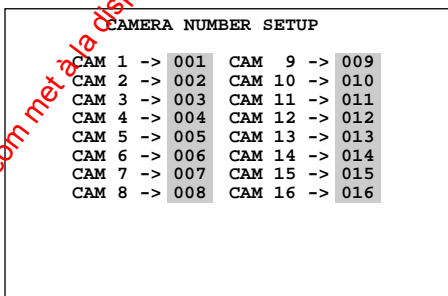 CAMERA NUMBER SETUP
CAM 1 -> 001 CAM 9 -> 009
CAM 2 -> 002 CAM 10 -> 010
CAM 3 -> 003 CAM 11 -> 011
CAM 4 -> 004 CAM 12 -> 012
CAM 5 -> 005 CAM 13 -> 013
CAM 6 -> 006 CAM 14 -> 014
CAM 7 -> 007 CAM 15 -> 015
CAM 8 -> 008 CAM 16 -> 016
met à la